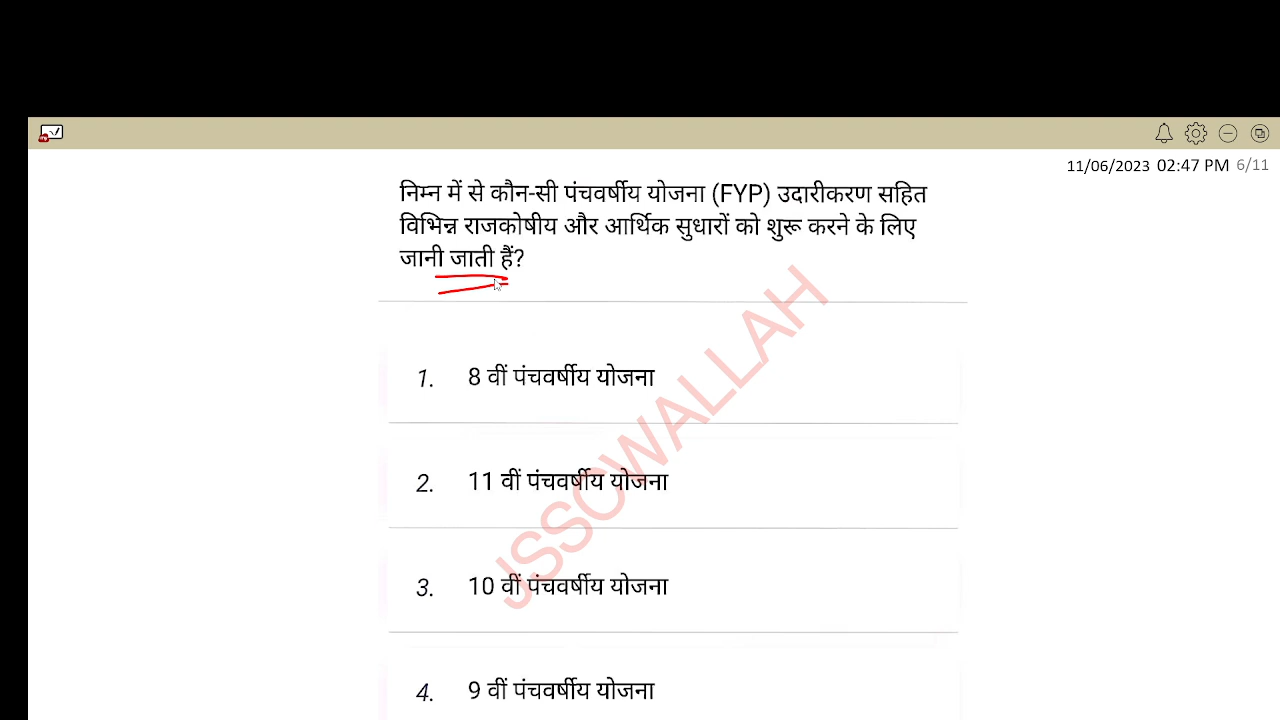 11/06/2023 02:47 PM 6/11
निम्न में से कौन-सी पंचवर्षीय योजना (FYP) उदारीकरण सहित
विभिन्न राजकोषीय और आर्थिक सुधारों को शुरू करने के लिए
जानी जाती हैं?
1. 8 वीं पंचवर्षीय योजना
2. 11 वीं पंचवर्षीय योजना
3. 10 वीं पंचवर्षीय योजना
4. 9 वीं पंचवर्षीय योजना
JSSCWALLAH